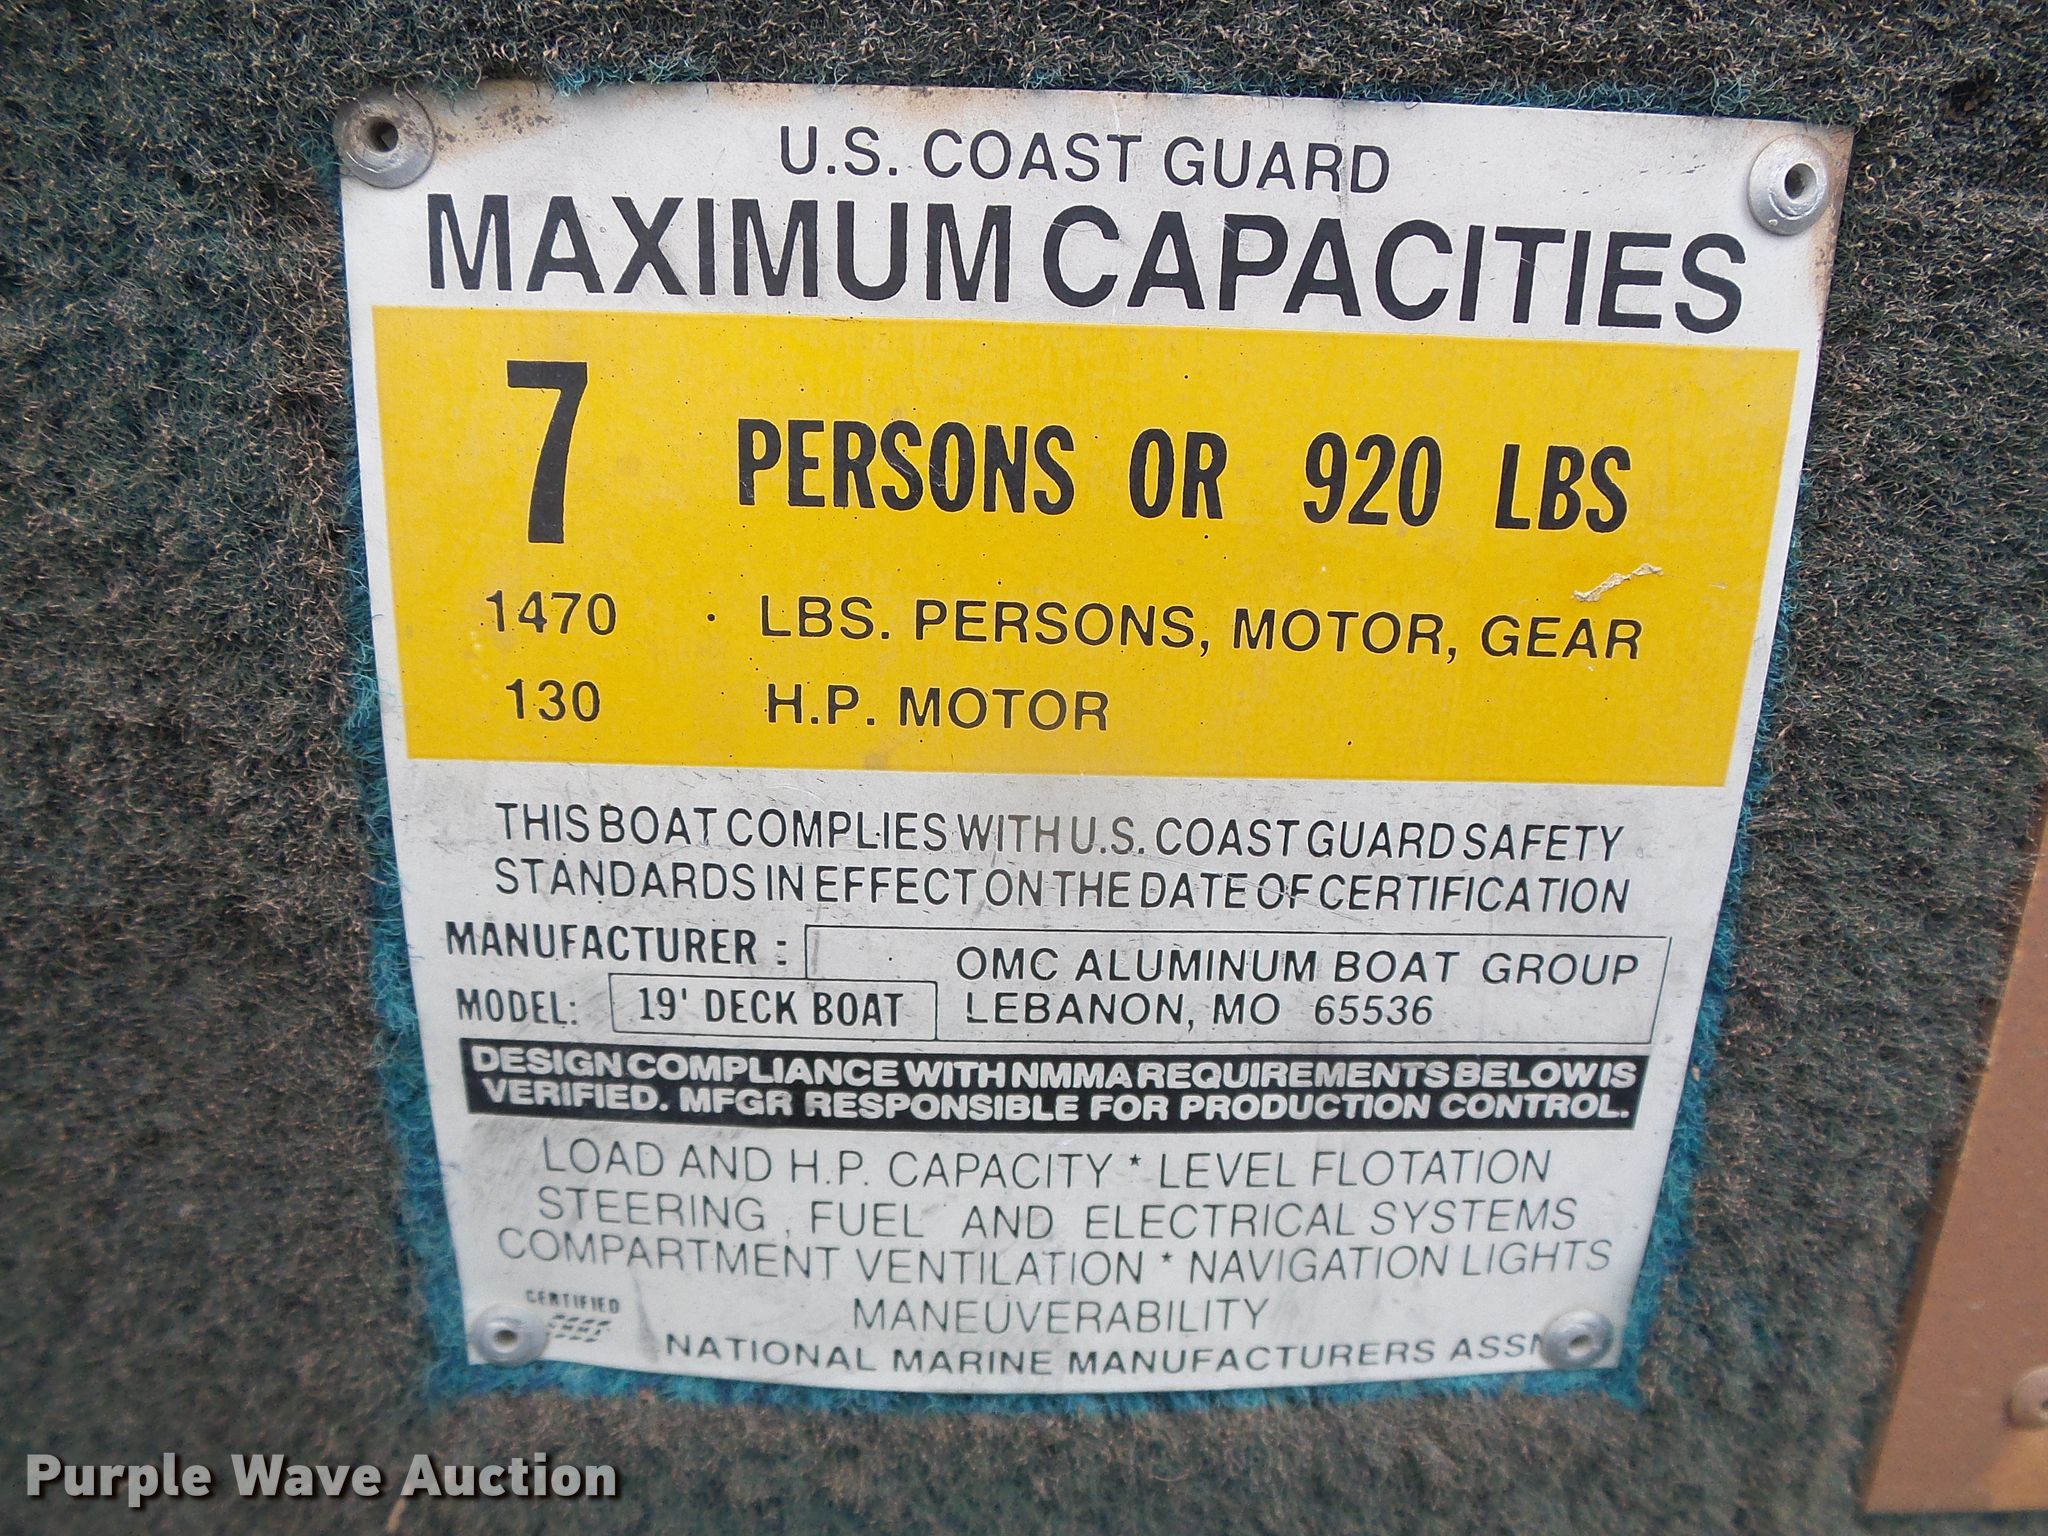 U.S. COAST GUARD
MAXIMUM CAPACITIES
7 PERSONS OR 920 LBS
1470 LBS. PERSONS, MOTOR, GEAR
130 H.P. MOTOR
THIS BOAT COMPLIES WITH U.S. COAST GUARD SAFETY
STANDARDS IN EFFECT ON THE DATE OF CERTIFICATION
MANUFACTURER : OMC ALUMINUM BOAT GROUP
MODEL: 19' DECK BOAT LEBANON, MO 65536
DESIGN COMPLIANCE WITH NMMA REQUIREMENTS BELOW IS
VERIFIED. MFGR RESPONSIBLE FOR PRODUCTION CONTROL.
LOAD AND H.P. CAPACITY * LEVEL FLOTATION
STEERING, FUEL AND ELECTRICAL SYSTEMS
COMPARTMENT VENTILATION * NAVIGATION LIGHTS
MANEUVERABILITY
CERTIFIED
NATIONAL MARINE MANUFACTURERS ASSN
Purple Wave Auction